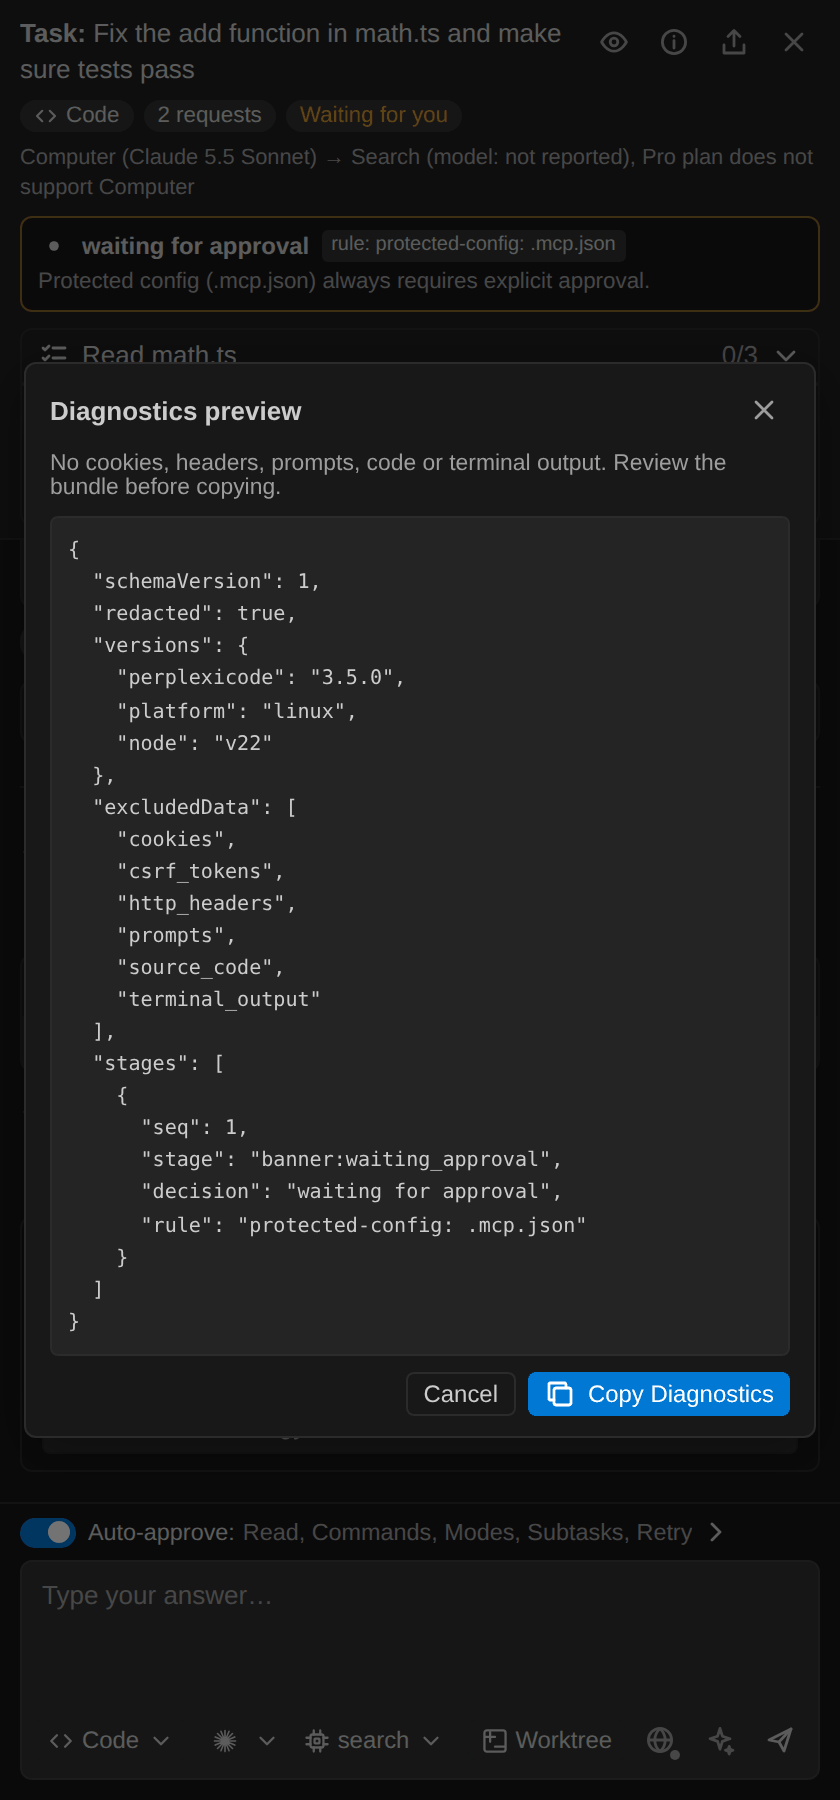 Task: Fix the add function in math.ts and make
sure tests pass
Code 2 requests Waiting for you
Computer (Claude 5.5 Sonnet) → Search (model: not reported), Pro plan does not
support Computer
waiting for approval rule: protected-config: .mcp.json
Protected config (.mcp.json) always requires explicit approval.
Read math.ts 0/3
Diagnostics preview
No cookies, headers, prompts, code or terminal output. Review the
bundle before copying.
{
  "schemaVersion": 1,
  "redacted": true,
  "versions": {
    "perplexicode": "3.5.0",
    "platform": "linux",
    "node": "v22"
  },
  "excludedData": [
    "cookies",
    "csrf_tokens",
    "http_headers",
    "prompts",
    "source_code",
    "terminal_output"
  ],
  "stages": [
    {
      "seq": 1,
      "stage": "banner:waiting_approval",
      "decision": "waiting for approval",
      "rule": "protected-config: .mcp.json"
    }
  ]
}
Cancel Copy Diagnostics
Auto-approve: Read, Commands, Modes, Subtasks, Retry
Type your answer…
Code search Worktree